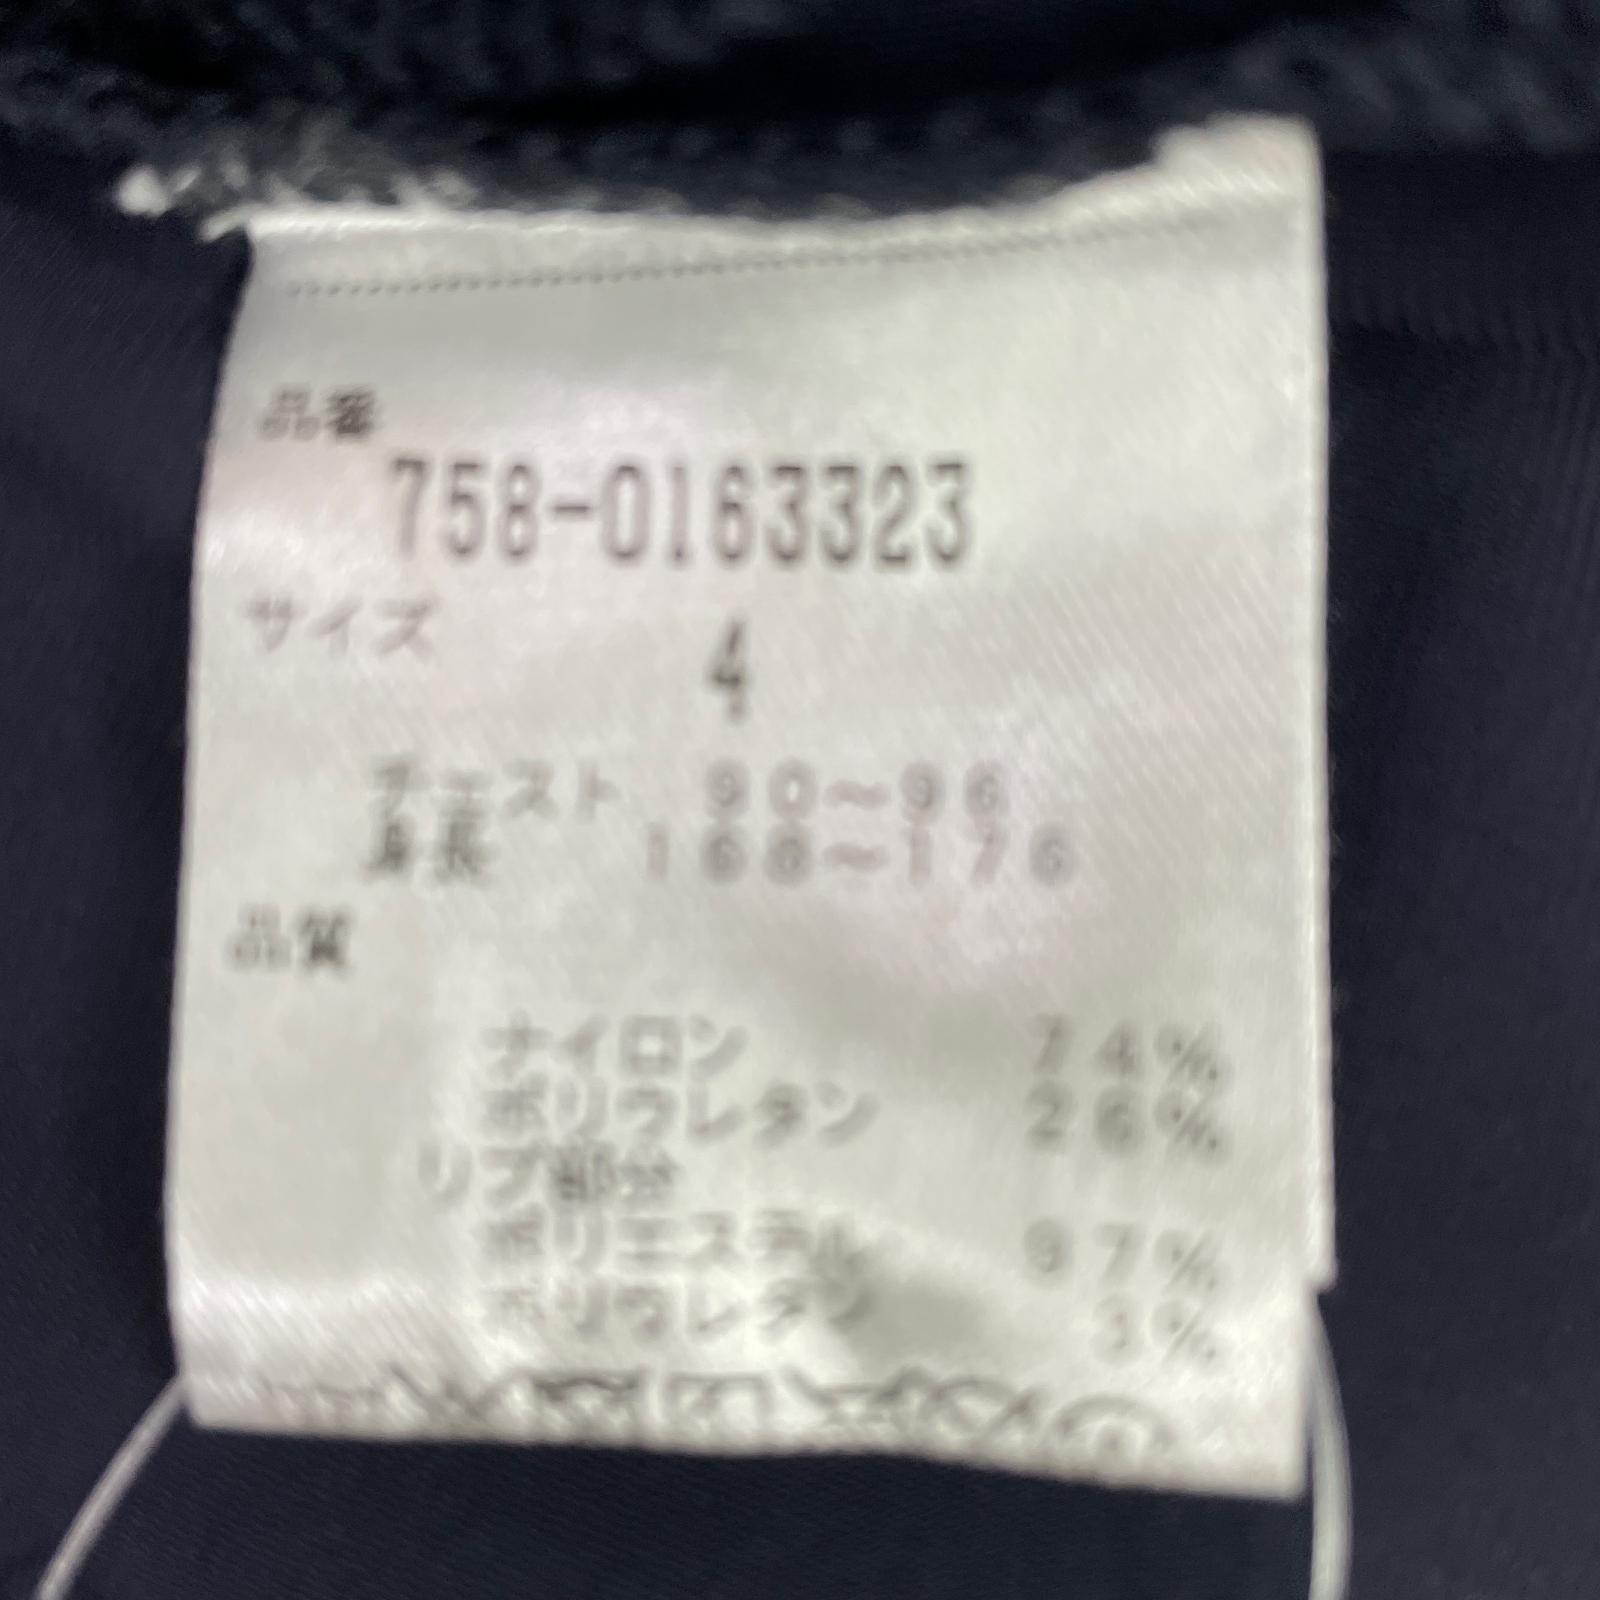 品番
758-0163323
サイズ
4
チェスト 90～96
身長 168～176
品質
ナイロン 74%
ポリウレタン 26%
リブ部分
ポリエステル 97%
ポリウレタン 3%